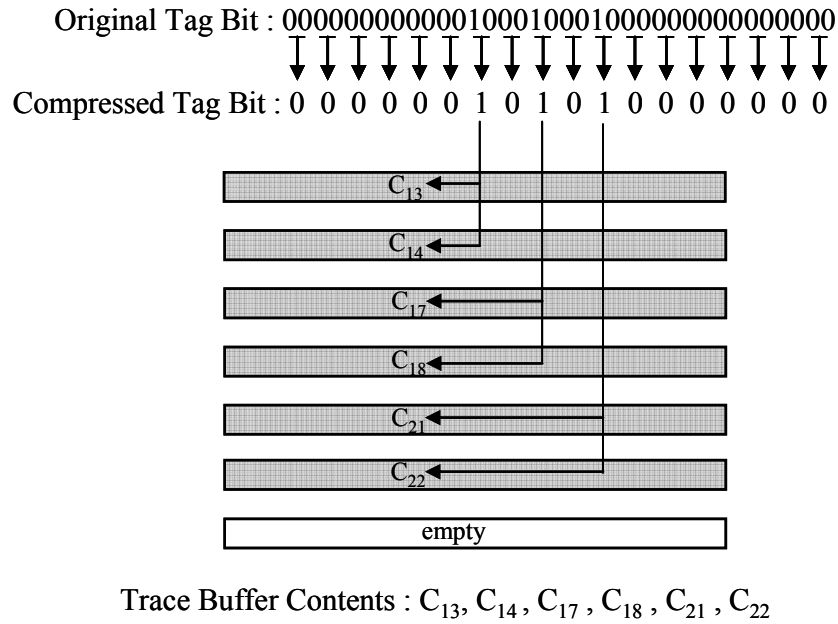 Original Tag Bit : 000000000000100010001000000000000000
Compressed Tag Bit : 0 0 0 0 0 0 1 0 1 0 1 0 0 0 0 0 0 0
C₁₃
C₁₄
C₁₇
C₁₈
C₂₁
C₂₂
empty
Trace Buffer Contents : C₁₃, C₁₄ , C₁₇ , C₁₈ , C₂₁ , C₂₂